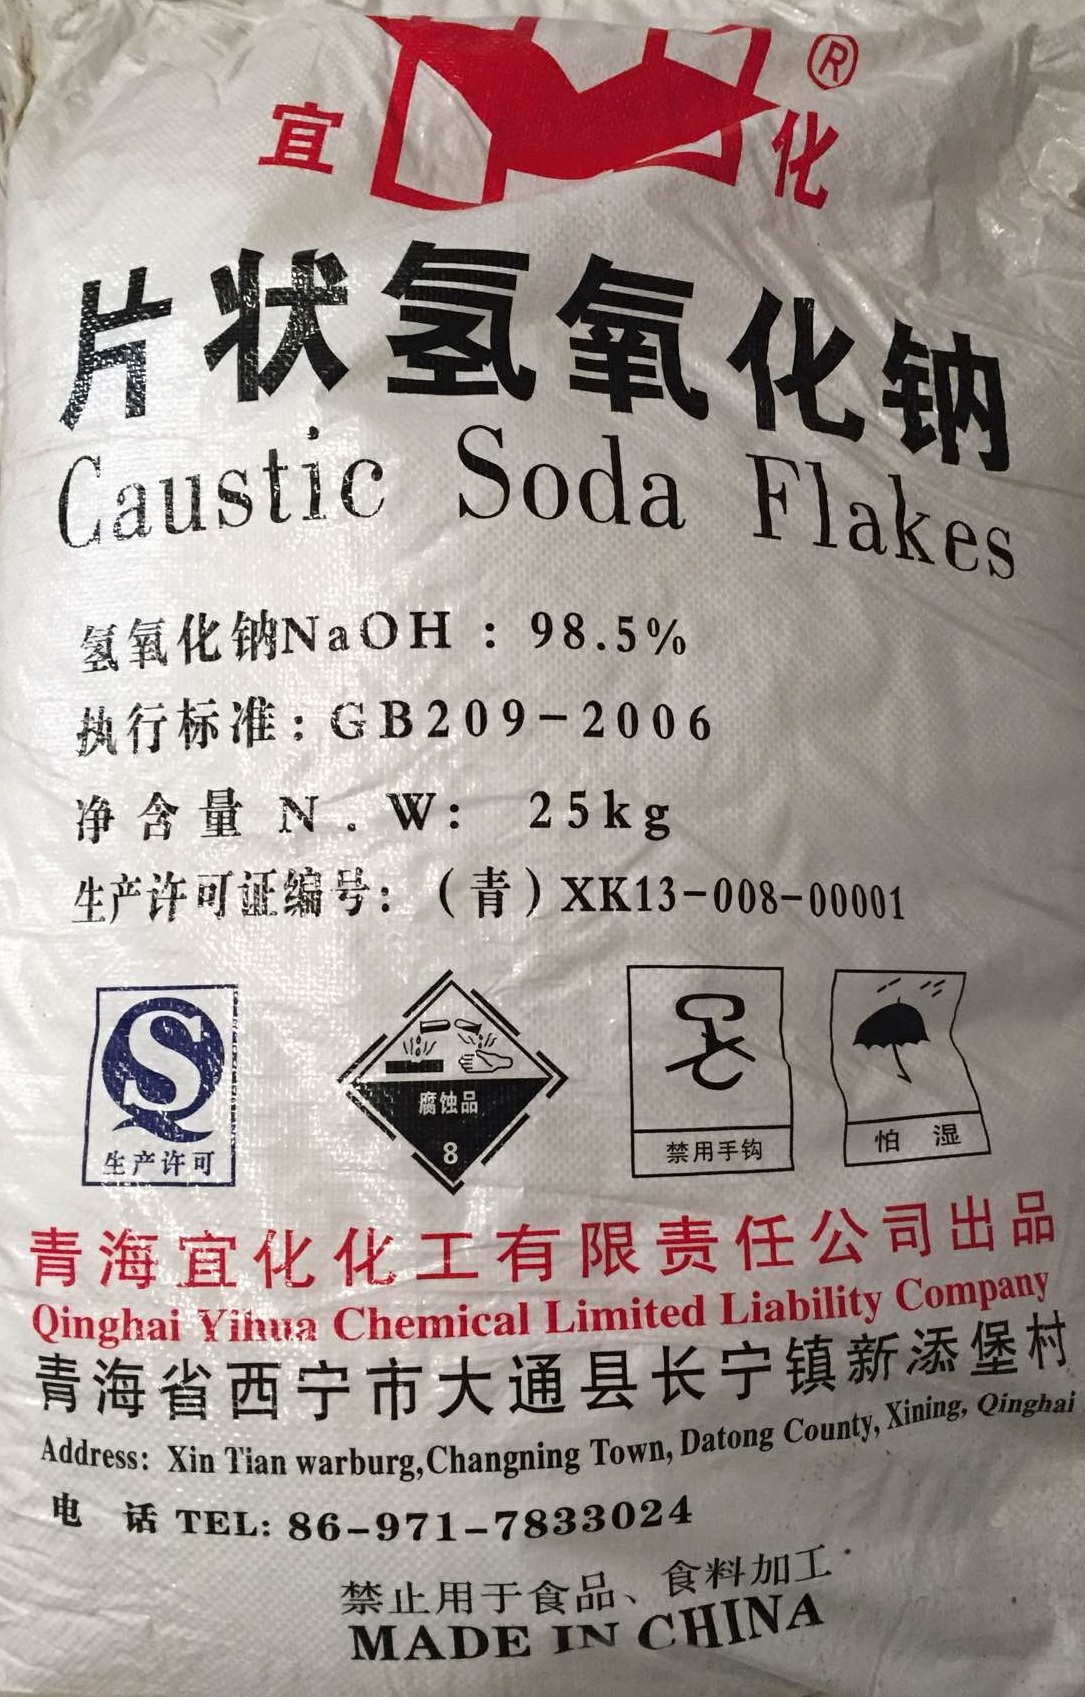 宜 化 ®
片状氢氧化钠
Caustic Soda Flakes
氢氧化钠NaOH : 98.5%
执行标准: GB209-2006
净含量 N.W: 25kg
生产许可证编号: (青)XK13-008-00001
QS
生产许可
腐蚀品
8
禁用手钩
怕 湿
青海宜化化工有限责任公司出品
Qinghai Yihua Chemical Limited Liability Company
青海省西宁市大通县长宁镇新添堡村
Address: Xin Tian warburg,Changning Town, Datong County, Xining, Qinghai
电 话 TEL: 86-971-7833024
禁止用于食品、食料加工
MADE IN CHINA